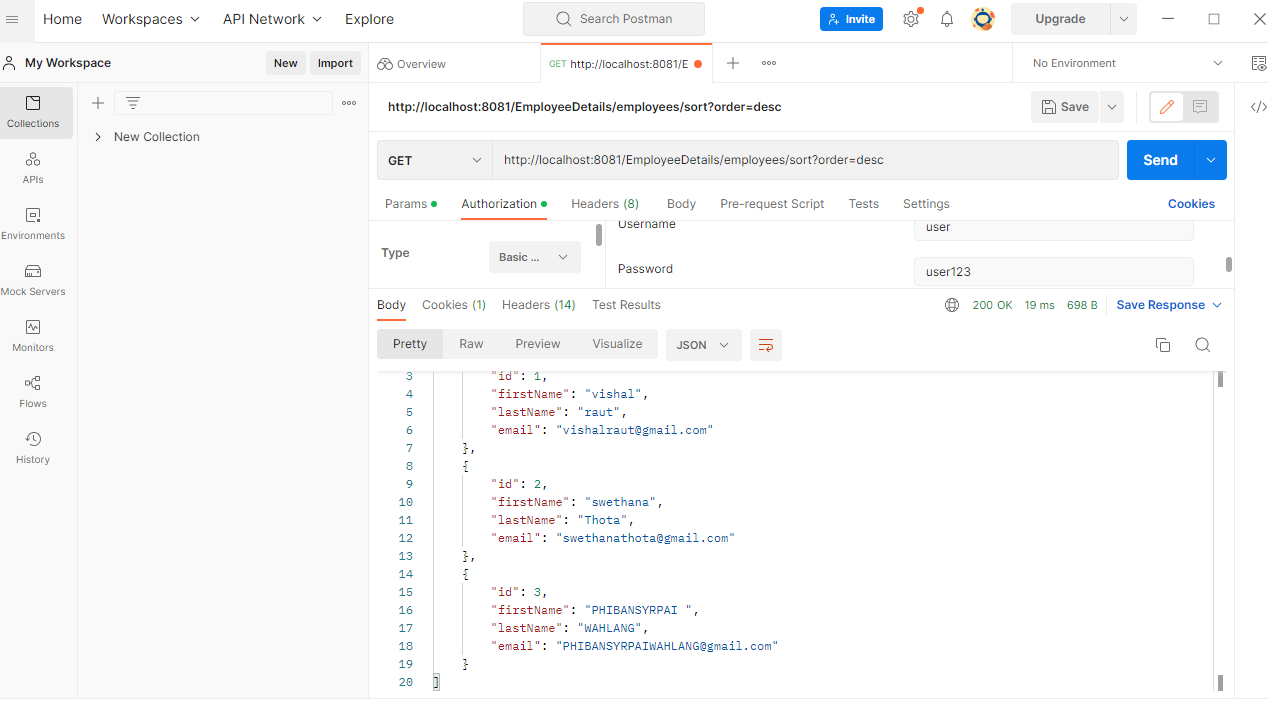 Home Workspaces API Network Explore Search Postman Invite Upgrade
My Workspace New Import Overview GET http://localhost:8081/E No Environment
http://localhost:8081/EmployeeDetails/employees/sort?order=desc Save
Collections
New Collection
GET http://localhost:8081/EmployeeDetails/employees/sort?order=desc Send
APIs
Params Authorization Headers (8) Body Pre-request Script Tests Settings Cookies
Environments
Username user
Type Basic ...
Password user123
Mock Servers
Body Cookies (1) Headers (14) Test Results 200 OK 19 ms 698 B Save Response
Monitors
Pretty Raw Preview Visualize JSON
3 "id": 1,
4 "firstName": "vishal",
Flows
5 "lastName": "raut",
6 "email": "vishalraut@gmail.com"
7 },
History
8 {
9 "id": 2,
10 "firstName": "swethana",
11 "lastName": "Thota",
12 "email": "swethanathota@gmail.com"
13 },
14 {
15 "id": 3,
16 "firstName": "PHIBANSYRPAI ",
17 "lastName": "WAHLANG",
18 "email": "PHIBANSYRPAIWAHLANG@gmail.com"
19 }
20 ]